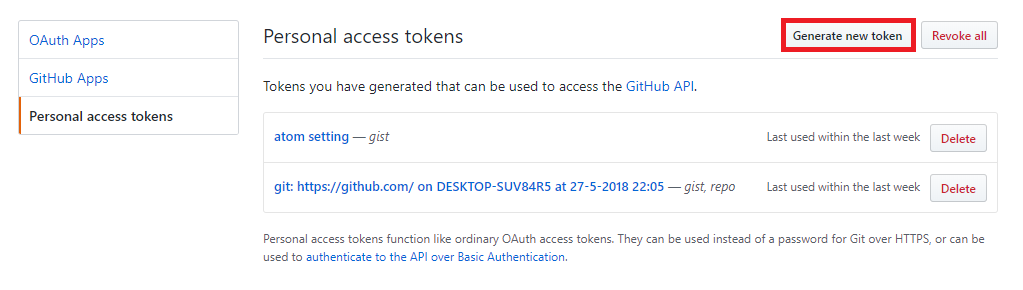 OAuth Apps
GitHub Apps
Personal access tokens
Personal access tokens
Generate new token
Revoke all
Tokens you have generated that can be used to access the GitHub API.
atom setting — gist
Last used within the last week
Delete
git: https://github.com/ on DESKTOP-SUV84R5 at 27-5-2018 22:05 — gist, repo
Last used within the last week
Delete
Personal access tokens function like ordinary OAuth access tokens. They can be used instead of a password for Git over HTTPS, or can be
used to authenticate to the API over Basic Authentication.